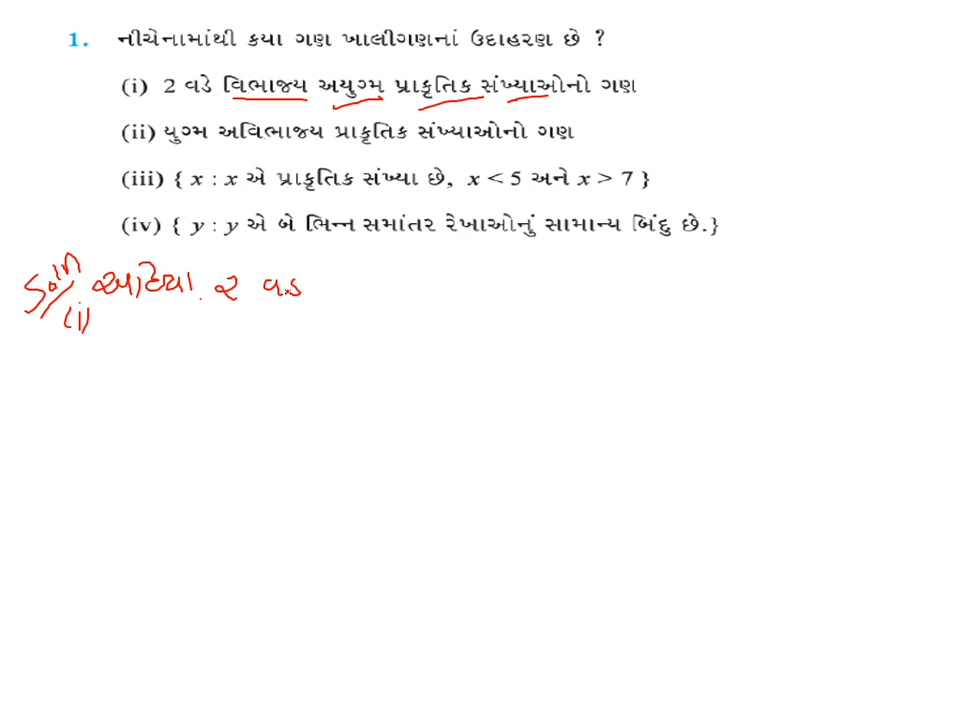 1. નીચેનામાંથી કયા ગણ ખાલીગણનાં ઉદાહરણ છે ?
(i) 2 વડે વિભાજ્ય અયુગ્મ પ્રાકૃતિક સંખ્યાઓનો ગણ
(ii) યુગ્મ અવિભાજ્ય પ્રાકૃતિક સંખ્યાઓનો ગણ
(iii) { x : x એ પ્રાકૃતિક સંખ્યા છે, x < 5 અને x > 7 }
(iv) { y : y એ બે ભિન્ન સમાંતર રેખાઓનું સામાન્ય બિંદુ છે.}
Soln ૨ વડ
(i)